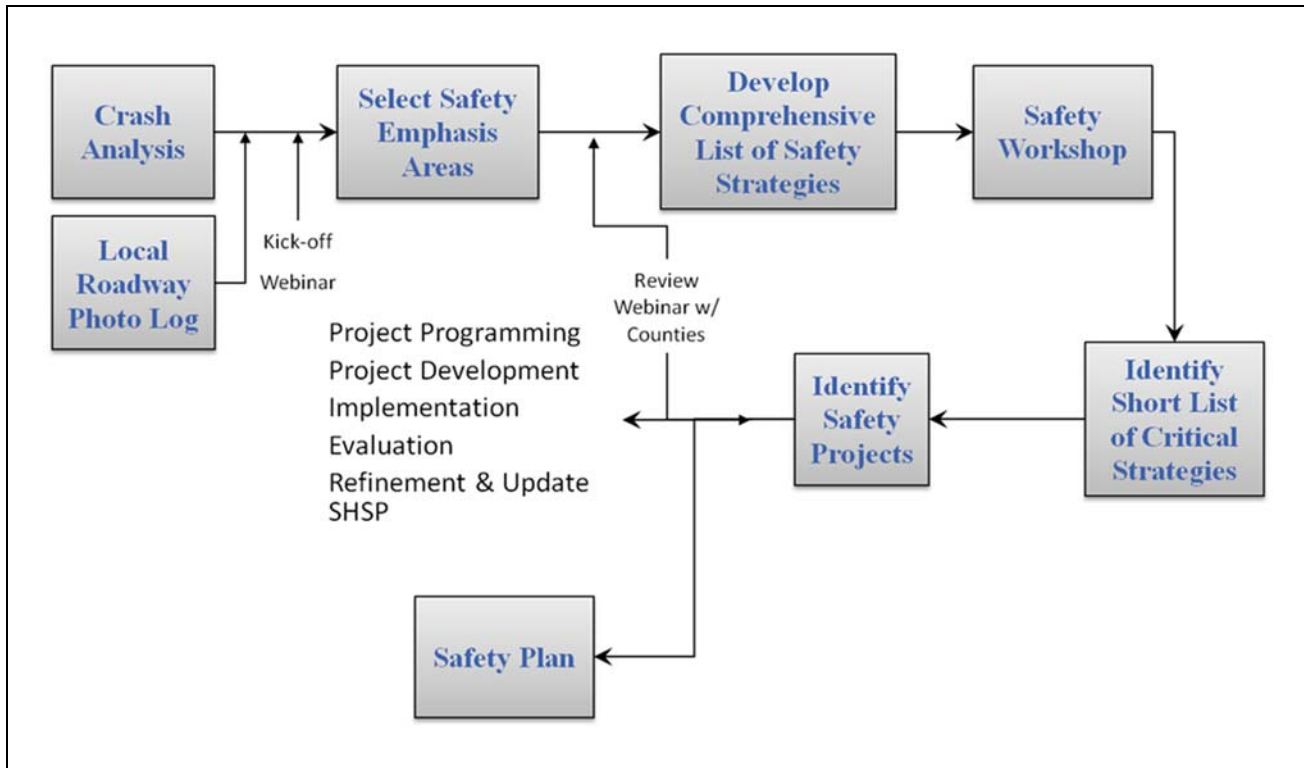 Crash
Analysis
Local
Roadway
Photo Log
Kick-off
Webinar
Select Safety
Emphasis
Areas
Review
Webinar w/
Counties
Develop
Comprehensive
List of Safety
Strategies
Safety
Workshop
Identify
Short List
of Critical
Strategies
Identify
Safety
Projects
Project Programming
Project Development
Implementation
Evaluation
Refinement & Update
SHSP
Safety Plan